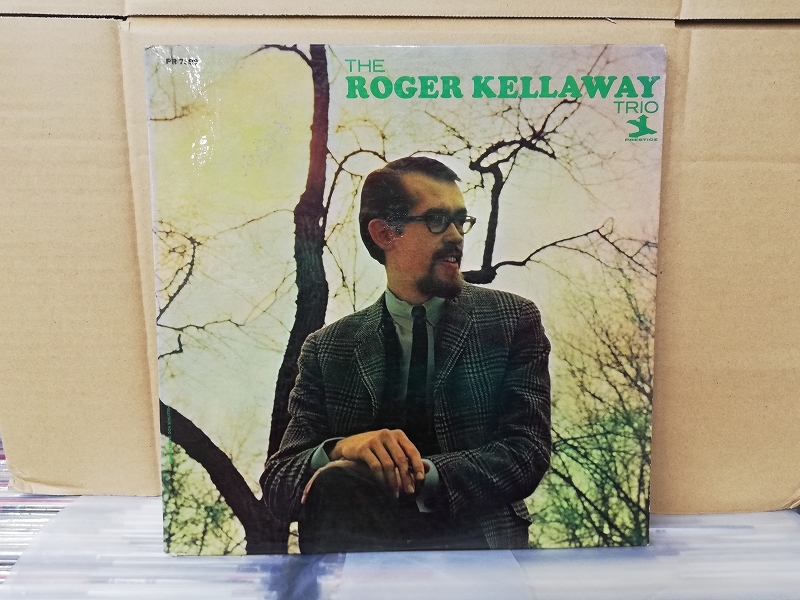 THE
ROGER KELLAWAY
TRIO
PRESTIGE